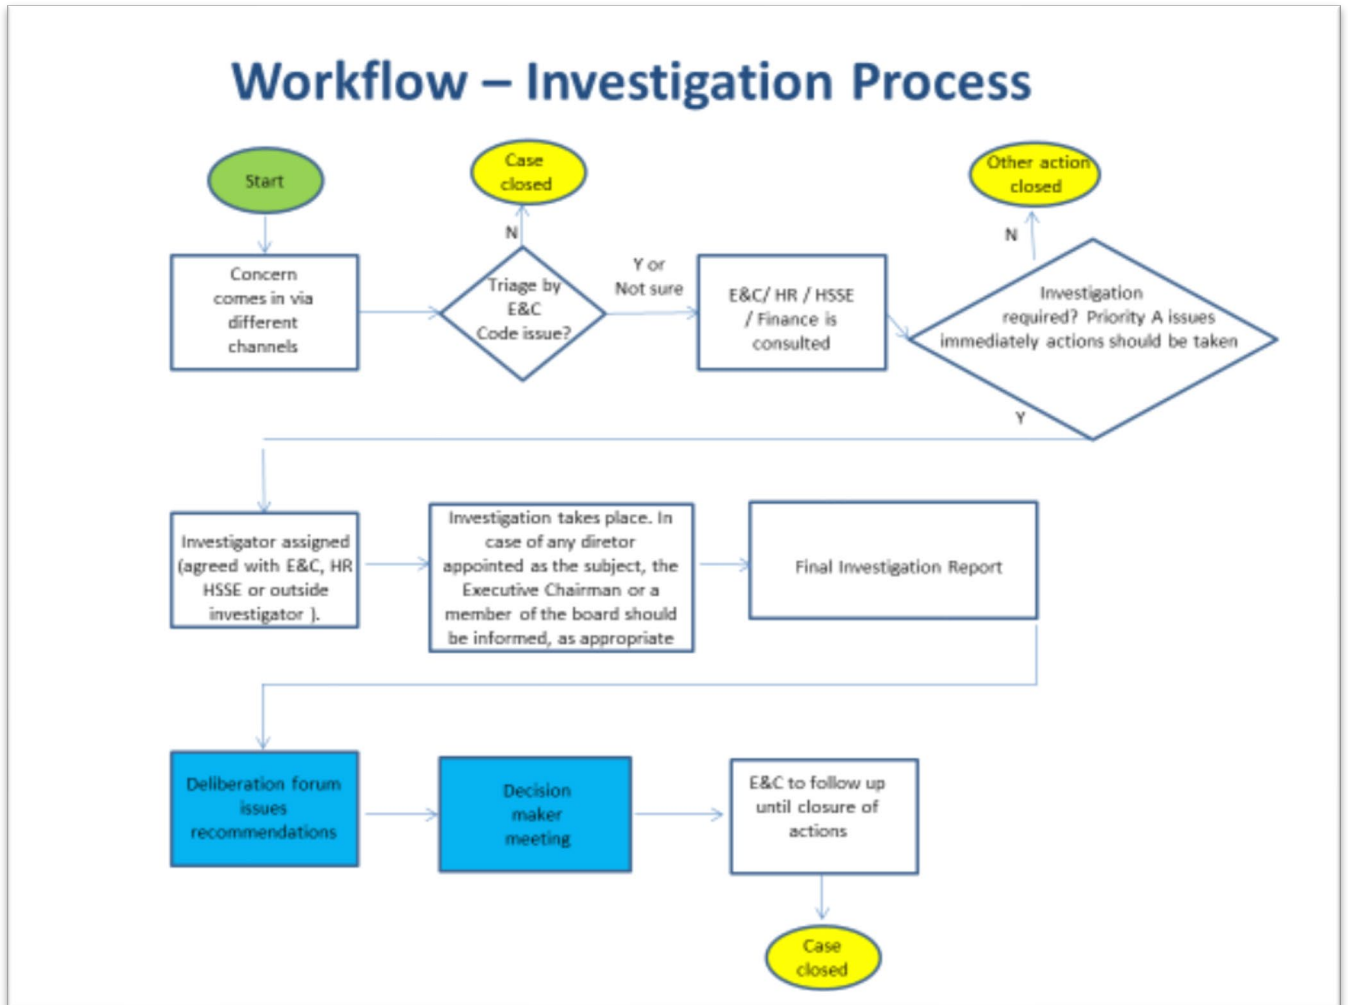 Workflow – Investigation Process
Start
Case
closed
Other action
closed
N
N
Concern
comes in via
different
channels
Triage by
E&C
Code issue?
Y or
Not sure
E&C/ HR / HSSE
/ Finance is
consulted
Investigation
required? Priority A issues
immediately actions should be taken
Y
Investigator assigned
(agreed with E&C, HR
HSSE or outside
investigator ).
Investigation takes place. In
case of any diretor
appointed as the subject, the
Executive Chairman or a
member of the board should
be informed, as appropriate
Final Investigation Report
Deliberation forum
issues
recommendations
Decision
maker
meeting
E&C to follow up
until closure of
actions
Case
closed